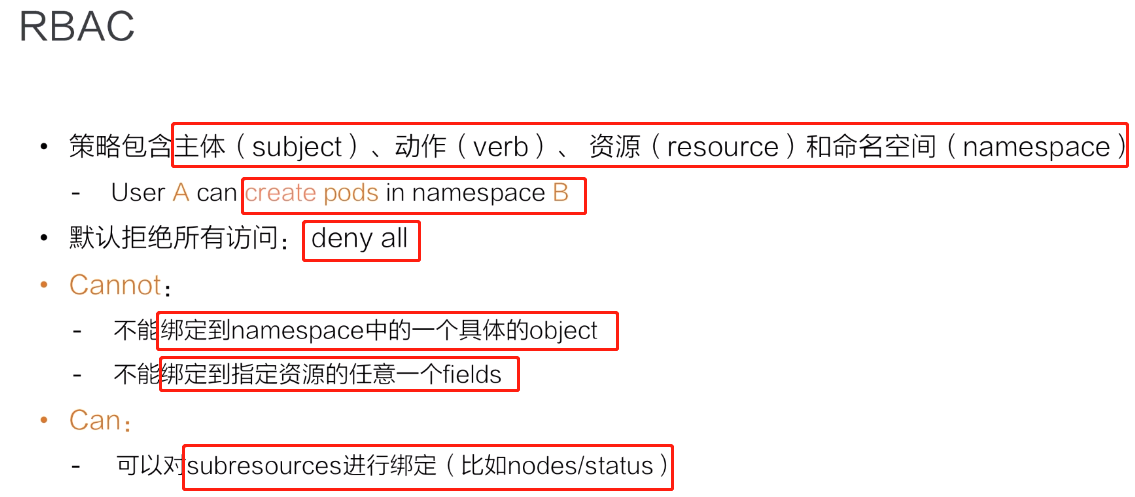 RBAC
• 策略包含主体（subject）、动作（verb）、 资源（resource）和命名空间（namespace）
- User A can create pods in namespace B
• 默认拒绝所有访问：deny all
• Cannot：
- 不能绑定到namespace中的一个具体的object
- 不能绑定到指定资源的任意一个fields
• Can：
- 可以对subresources进行绑定（比如nodes/status）